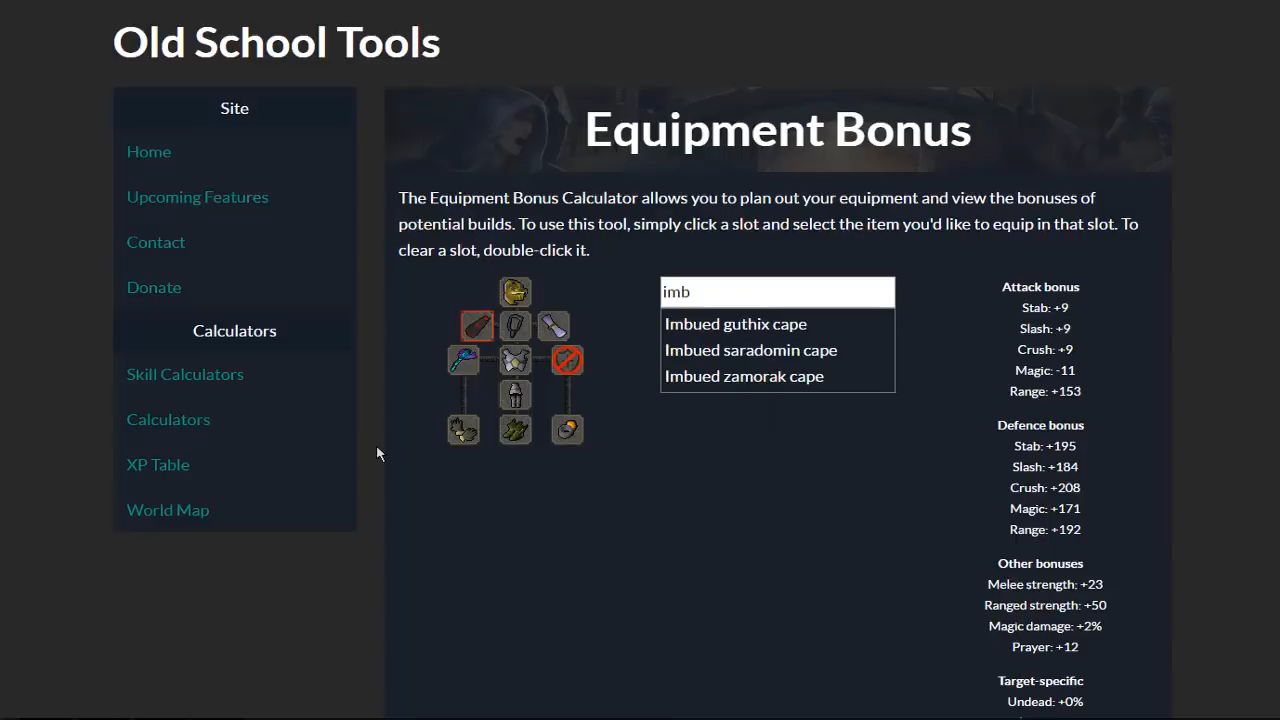 Old School Tools
Site
Home
Upcoming Features
Contact
Donate
Calculators
Skill Calculators
Calculators
XP Table
World Map
Equipment Bonus
The Equipment Bonus Calculator allows you to plan out your equipment and view the bonuses of
potential builds. To use this tool, simply click a slot and select the item you'd like to equip in that slot. To
clear a slot, double-click it.
imb
Imbued guthix cape
Imbued saradomin cape
Imbued zamorak cape
Attack bonus
Stab: +9
Slash: +9
Crush: +9
Magic: -11
Range: +153
Defence bonus
Stab: +195
Slash: +184
Crush: +208
Magic: +171
Range: +192
Other bonuses
Melee strength: +23
Ranged strength: +50
Magic damage: +2%
Prayer: +12
Target-specific
Undead: +0%